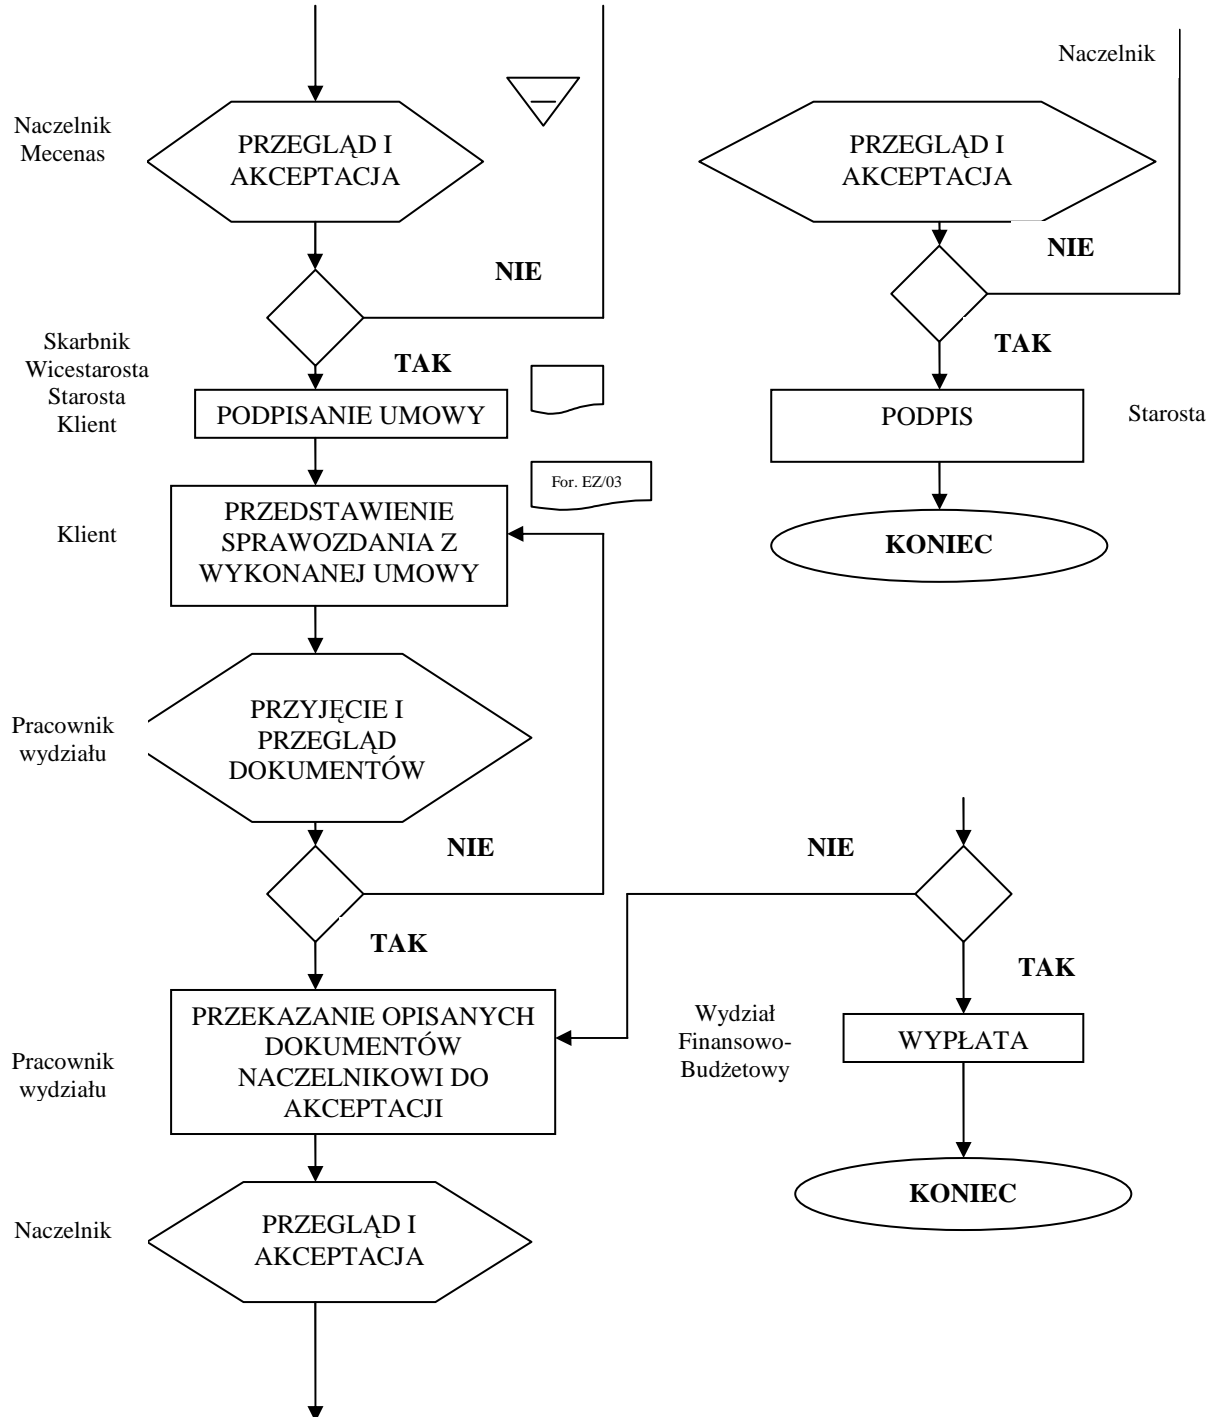 Naczelnik
Mecenas
PRZEGLĄD I
AKCEPTACJA
NIE
Skarbnik
Wicestarosta
Starosta
Klient
TAK
PODPISANIE UMOWY
For. EZ/03
Klient
PRZEDSTAWIENIE
SPRAWOZDANIA Z
WYKONANEJ UMOWY
Pracownik
wydziału
PRZYJĘCIE I
PRZEGLĄD
DOKUMENTÓW
NIE
TAK
Pracownik
wydziału
PRZEKAZANIE OPISANYCH
DOKUMENTÓW
NACZELNIKOWI DO
AKCEPTACJI
Naczelnik
PRZEGLĄD I
AKCEPTACJA
Naczelnik
PRZEGLĄD I
AKCEPTACJA
NIE
TAK
PODPIS
Starosta
KONIEC
NIE
TAK
Wydział
Finansowo-
Budżetowy
WYPŁATA
KONIEC